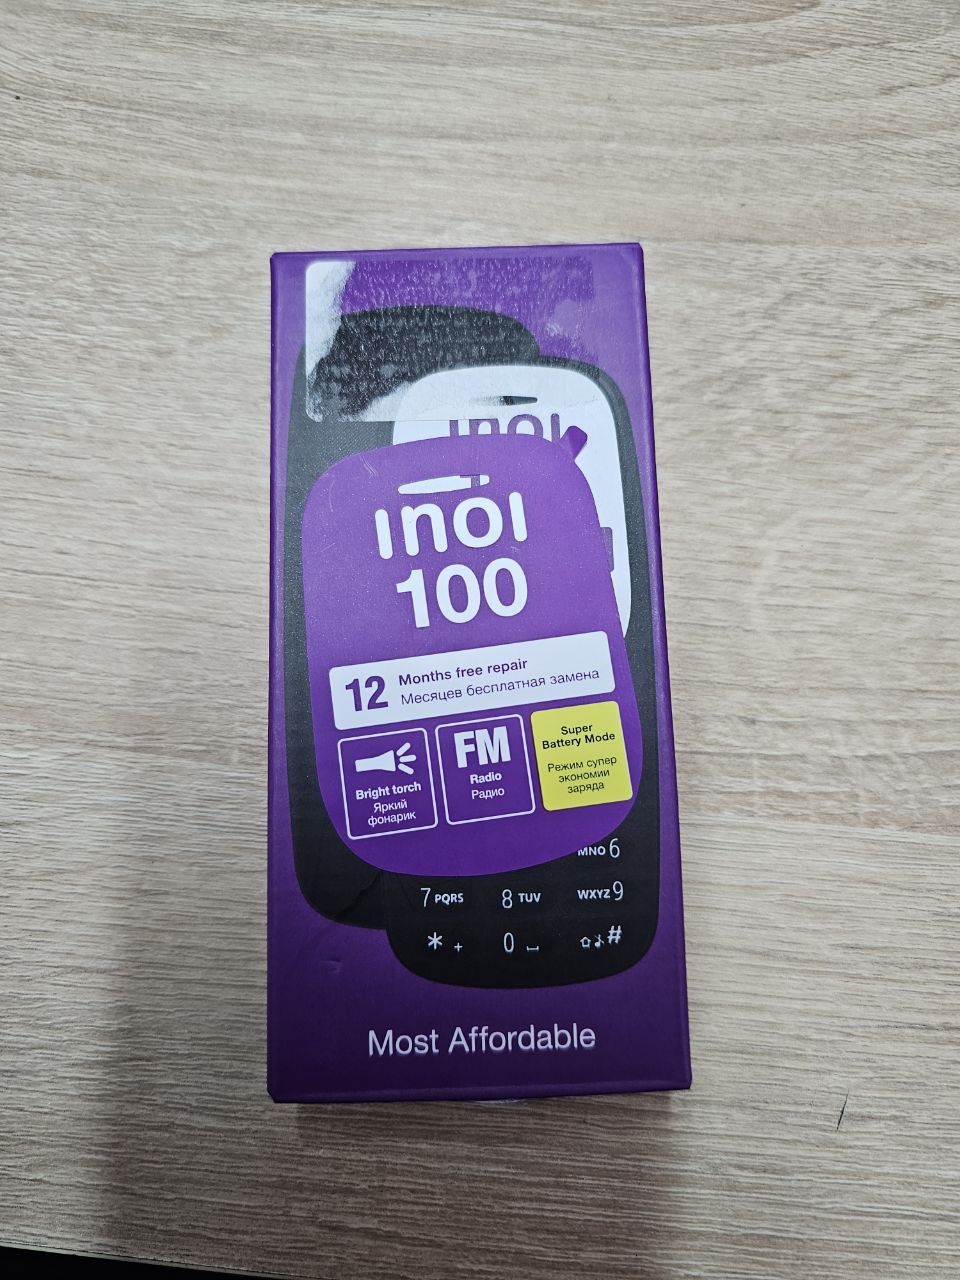 inoi
inoi
100
12 Months free repair
Месяцев бесплатная замена
Bright torch
Яркий
фонарик
FM
Radio
Радио
Super
Battery Mode
Режим супер
экономии
заряда
MNO 6
7 PQRS 8 TUV WXYZ 9
* + 0 #
Most Affordable